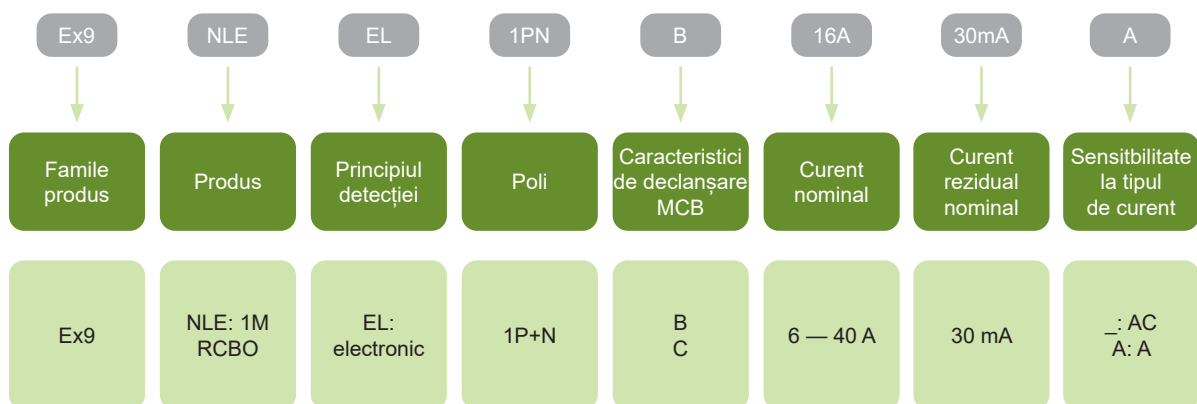 Ex9
NLE
EL
1PN
B
16A
30mA
A
Famile
produs
Produs
Principiul
detecției
Poli
Caracteristici
de declanșare
MCB
Curent
nominal
Curent
rezidual
nominal
Sensitbilitate
la tipul
de curent
Ex9
NLE: 1M
RCBO
EL:
electronic
1P+N
B
C
6 — 40 A
30 mA
_: AC
A: A